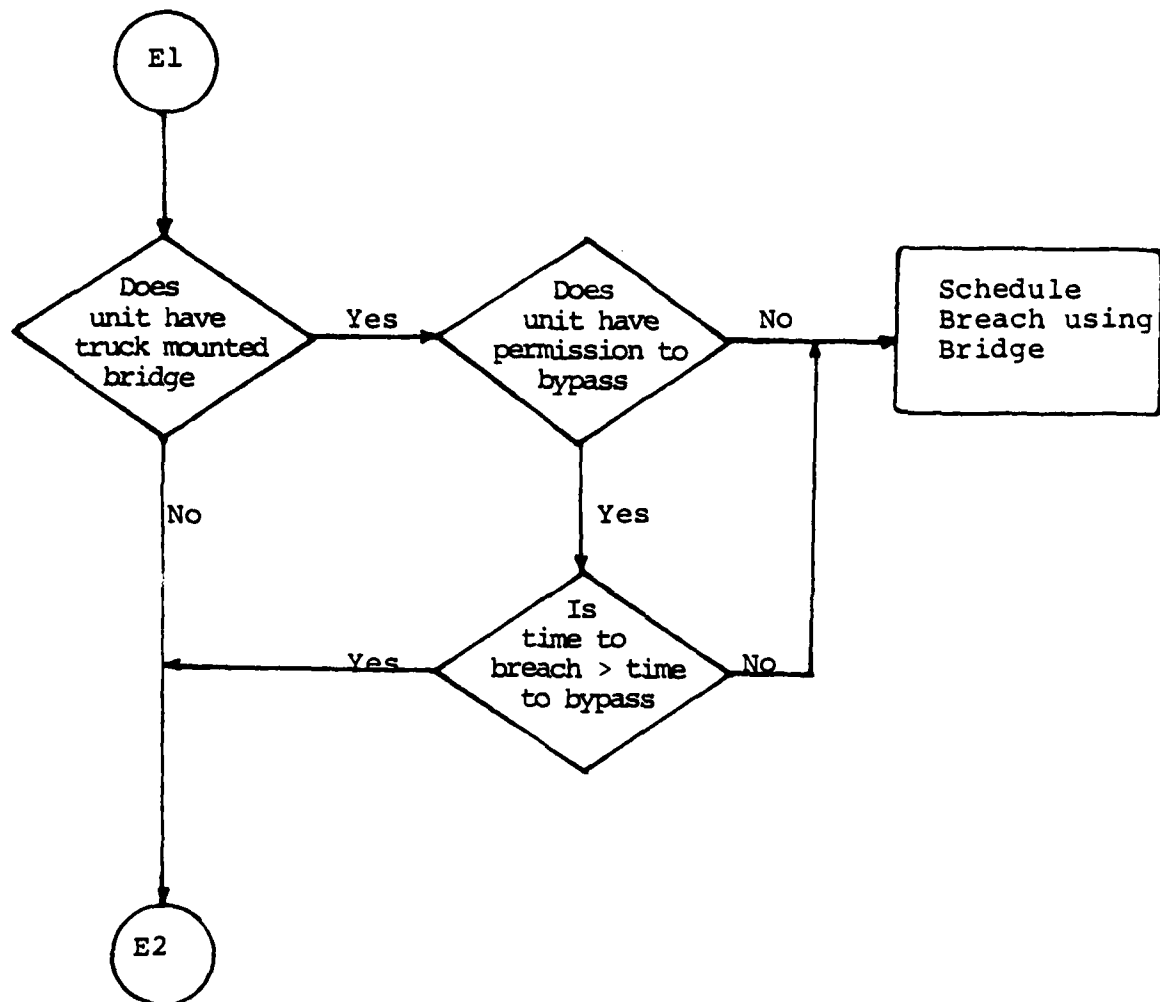 E1
Does
unit have
truck mounted
bridge
Yes
Does
unit have
permission to
bypass
No
Schedule
Breach using
Bridge
No
Yes
Is
time to
breach > time
to bypass
Yes
No
E2